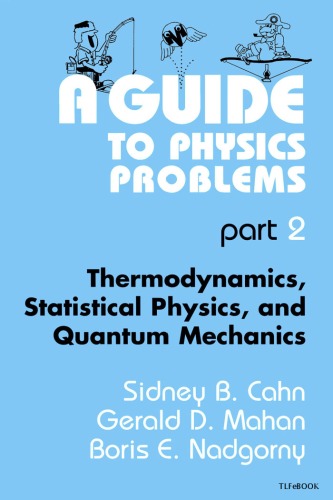 A GUIDE
TO PHYSICS
PROBLEMS
part 2
Thermodynamics,
Statistical Physics, and
Quantum Mechanics
Sidney B. Cahn
Gerald D. Mahan
Boris E. Nadgorny
TLFeBOOK